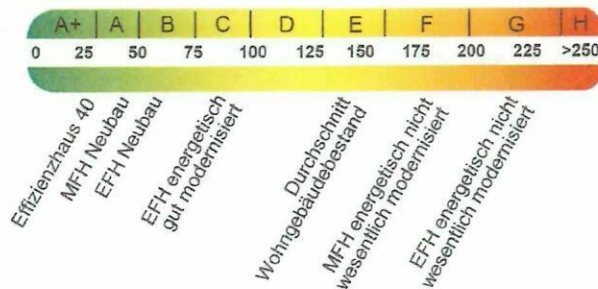 A+ A B C D E F G H
0 25 50 75 100 125 150 175 200 225 >250
Effizienzhaus 40
MFH Neubau
EFH Neubau
EFH energetisch
gut modernisiert
Durchschnitt
Wohngebäudebestand
MFH energetisch nicht
wesentlich modernisiert
EFH energetisch nicht
wesentlich modernisiert